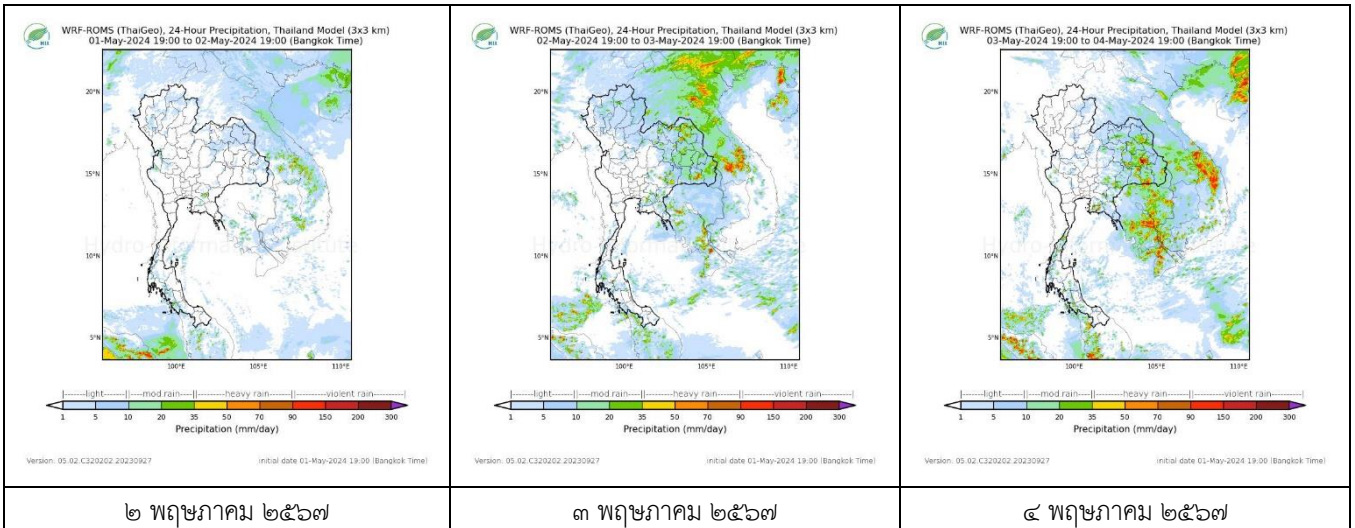 WRF-ROMS (ThaiGeo), 24-Hour Precipitation, Thailand Model (3x3 km)
01-May-2024 19:00 to 02-May-2024 19:00 (Bangkok Time)
HII
20°N
15°N
10°N
5°N
100°E 105°E 110°E
|-------light-------||---mod rain---||-------heavy rain-------||-------violent rain-------|
1 5 10 20 35 50 70 90 150 200 300
Precipitation (mm/day)
Version: 05.02.C320202.20230927 initial date 01-May-2024 19:00 (Bangkok Time)
๒ พฤษภาคม ๒๕๖๗
WRF-ROMS (ThaiGeo), 24-Hour Precipitation, Thailand Model (3x3 km)
02-May-2024 19:00 to 03-May-2024 19:00 (Bangkok Time)
HII
20°N
15°N
10°N
5°N
100°E 105°E 110°E
|-------light-------||---mod rain---||-------heavy rain-------||-------violent rain-------|
1 5 10 20 35 50 70 90 150 200 300
Precipitation (mm/day)
Version: 05.02.C320202.20230927 initial date 01-May-2024 19:00 (Bangkok Time)
๓ พฤษภาคม ๒๕๖๗
WRF-ROMS (ThaiGeo), 24-Hour Precipitation, Thailand Model (3x3 km)
03-May-2024 19:00 to 04-May-2024 19:00 (Bangkok Time)
HII
20°N
15°N
10°N
5°N
100°E 105°E 110°E
|-------light-------||---mod rain---||-------heavy rain-------||-------violent rain-------|
1 5 10 20 35 50 70 90 150 200 300
Precipitation (mm/day)
Version: 05.02.C320202.20230927 initial date 01-May-2024 19:00 (Bangkok Time)
๔ พฤษภาคม ๒๕๖๗